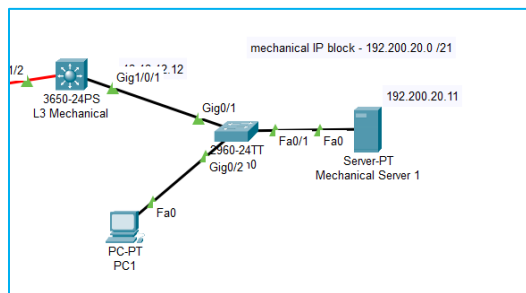 mechanical IP block - 192.200.20.0 /21
1/2
Gig1/0/1
3650-24PS
L3 Mechanical
192.200.20.11
Gig0/1
2960-24TT
Fa0/1
Fa0
Gig0/2
Server-PT
Mechanical Server 1
Fa0
PC-PT
PC1